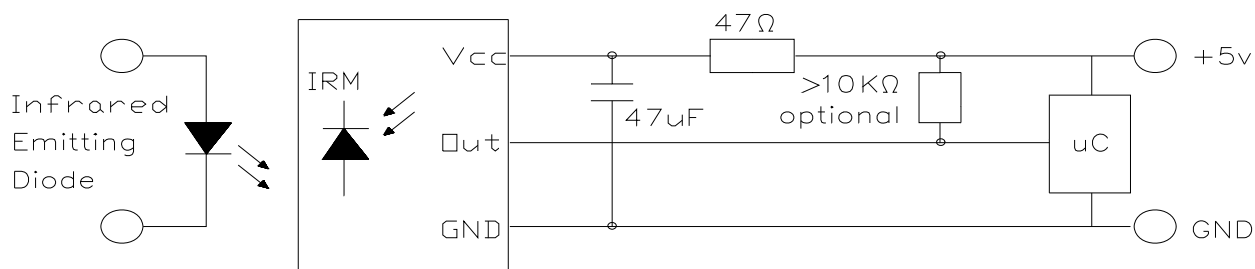 Infrared
Emitting
Diode
IRM
Vcc
Out
GND
47Ω
47uF
>10KΩ
optional
uC
+5v
GND